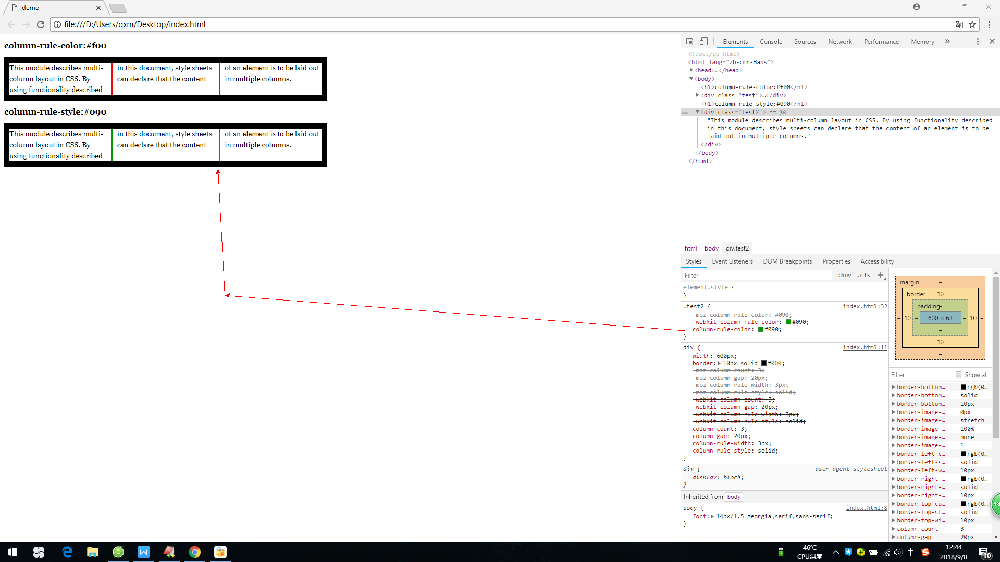 demo
file:///D:/Users/qxm/Desktop/index.html
column-rule-color:#f00
This module describes multi-
column layout in CSS. By
using functionality described
in this document, style sheets
can declare that the content
of an element is to be laid out
in multiple columns.
column-rule-style:#090
This module describes multi-
column layout in CSS. By
using functionality described
in this document, style sheets
can declare that the content
of an element is to be laid out
in multiple columns.
Elements Console Sources Network Performance Memory »
<!doctype html>
<html lang="zh-cmn-Hans">
<head>…</head>
<body>
<h1>column-rule-color:#f00</h1>
<div class="test">…</div>
<h1>column-rule-style:#090</h1>
… <div class="test2"> == $0
"This module describes multi-column layout in CSS. By using functionality described
in this document, style sheets can declare that the content of an element is to be
laid out in multiple columns."
</div>
</body>
</html>
html body div.test2
Styles Event Listeners DOM Breakpoints Properties Accessibility
Filter :hov .cls +
element.style {
}
.test2 { index.html:32
-moz-column-rule-color: #090;
-webkit-column-rule-color: #090;
column-rule-color: #090;
}
div { index.html:11
width: 600px;
border: 10px solid #000;
-moz-column-count: 3;
-moz-column-gap: 20px;
-moz-column-rule-width: 3px;
-moz-column-rule-style: solid;
-webkit-column-count: 3;
-webkit-column-gap: 20px;
-webkit-column-rule-width: 3px;
-webkit-column-rule-style: solid;
column-count: 3;
column-gap: 20px;
column-rule-width: 3px;
column-rule-style: solid;
}
div { user agent stylesheet
display: block;
}
Inherited from body
body { index.html:8
font: 14px/1.5 georgia,serif,sans-serif;
}
margin –
border 10
padding –
– 10 – 600 × 63 – 10 –
–
10
–
Filter Show all
border-bottom… rgb(0…
border-bottom… solid
border-bottom… 10px
border-image-… 0px
border-image-… stretch
border-image-… 100%
border-image-… none
border-image-… 1
border-left-c… rgb(0…
border-left-s… solid
border-left-w… 10px
border-right-… rgb(0…
border-right-… solid
border-right-… 10px
border-top-co… rgb(0…
border-top-st… solid
border-top-wi… 10px
column-count 3
column-gap 20px
48
46℃
CPU温度
中
12:44
2018/9/8
10